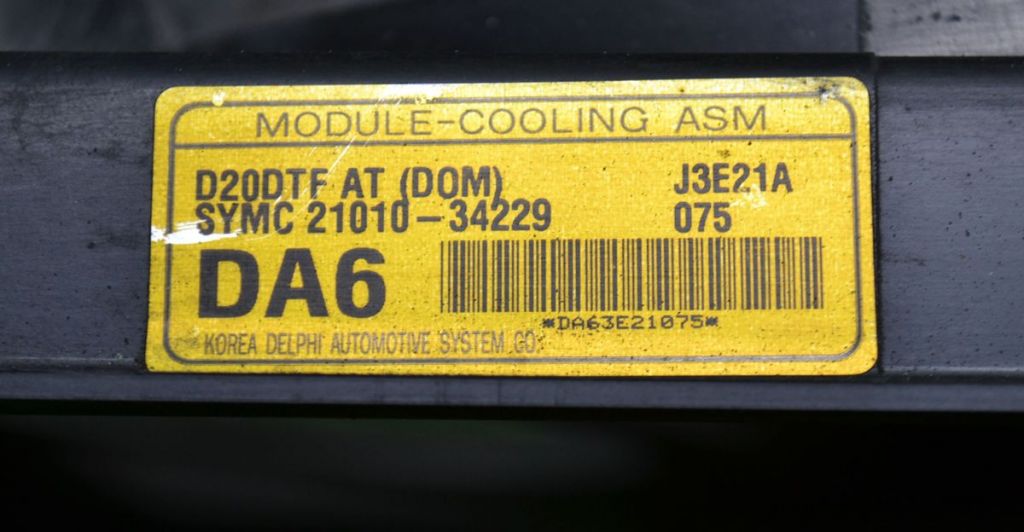 MODULE-COOLING ASM
D20DTF AT (DOM) J3E21A
SYMC 21010-34229 075
DA6
*DA63E21075*
KOREA DELPHI AUTOMOTIVE SYSTEM CO.